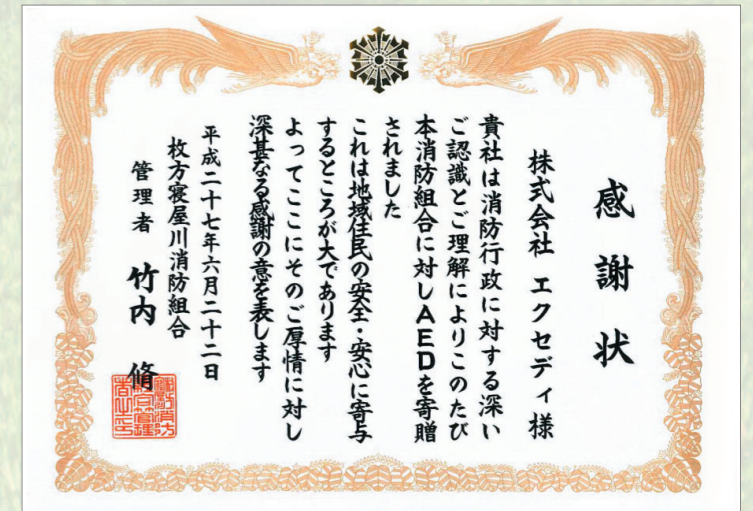 感謝状
株式会社 エクセディ様
貴社は消防行政に対する深い
ご認識とご理解によりこのたび
本消防組合に対しAEDを寄贈
されました
これは地域住民の安全・安心に寄与
するところが大であります
よってここにそのご厚情に対し
深甚なる感謝の意を表します
平成二十七年六月二十二日
枚方寝屋川消防組合
管理者 竹内 脩